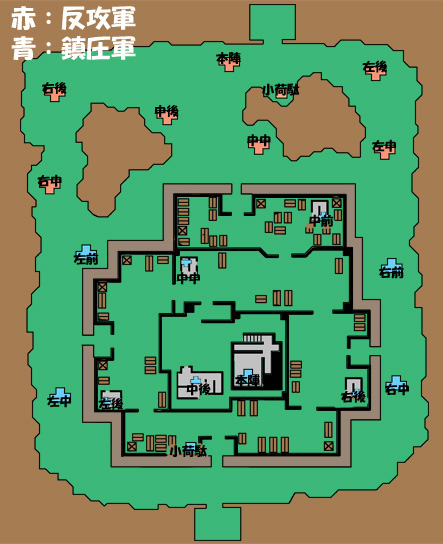 赤：反攻軍
青：鎮圧軍
本陣
左後
右後
小荷駄
中後
中中
左中
右中
中前
左前
中中
右前
本陣
中後
右中
左中
左後
右後
小荷駄